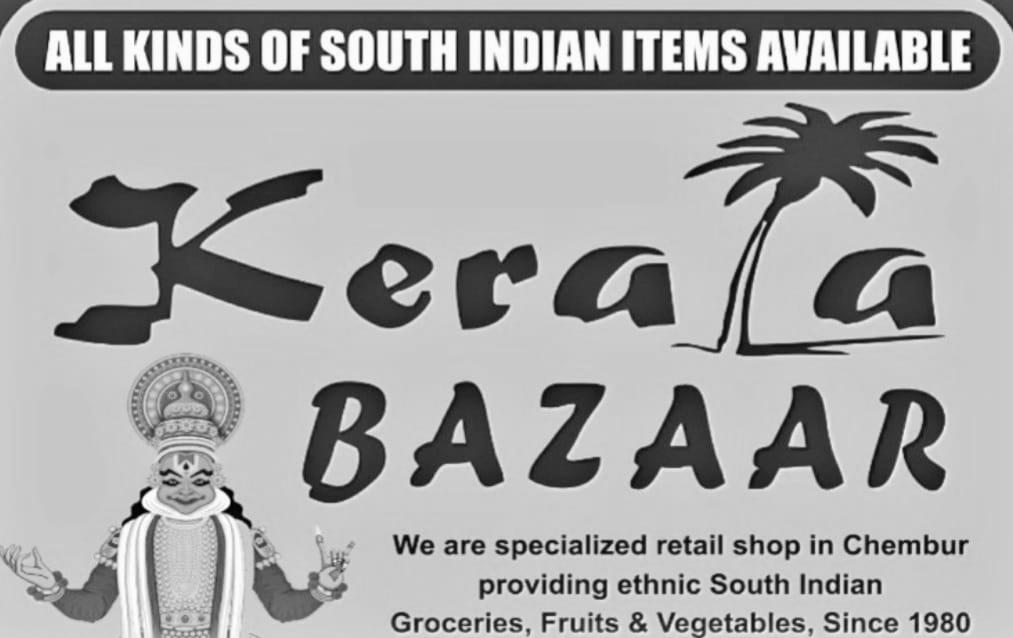 ALL KINDS OF SOUTH INDIAN ITEMS AVAILABLE
Kerala
BAZAAR
We are specialized retail shop in Chembur
providing ethnic South Indian
Groceries, Fruits & Vegetables, Since 1980